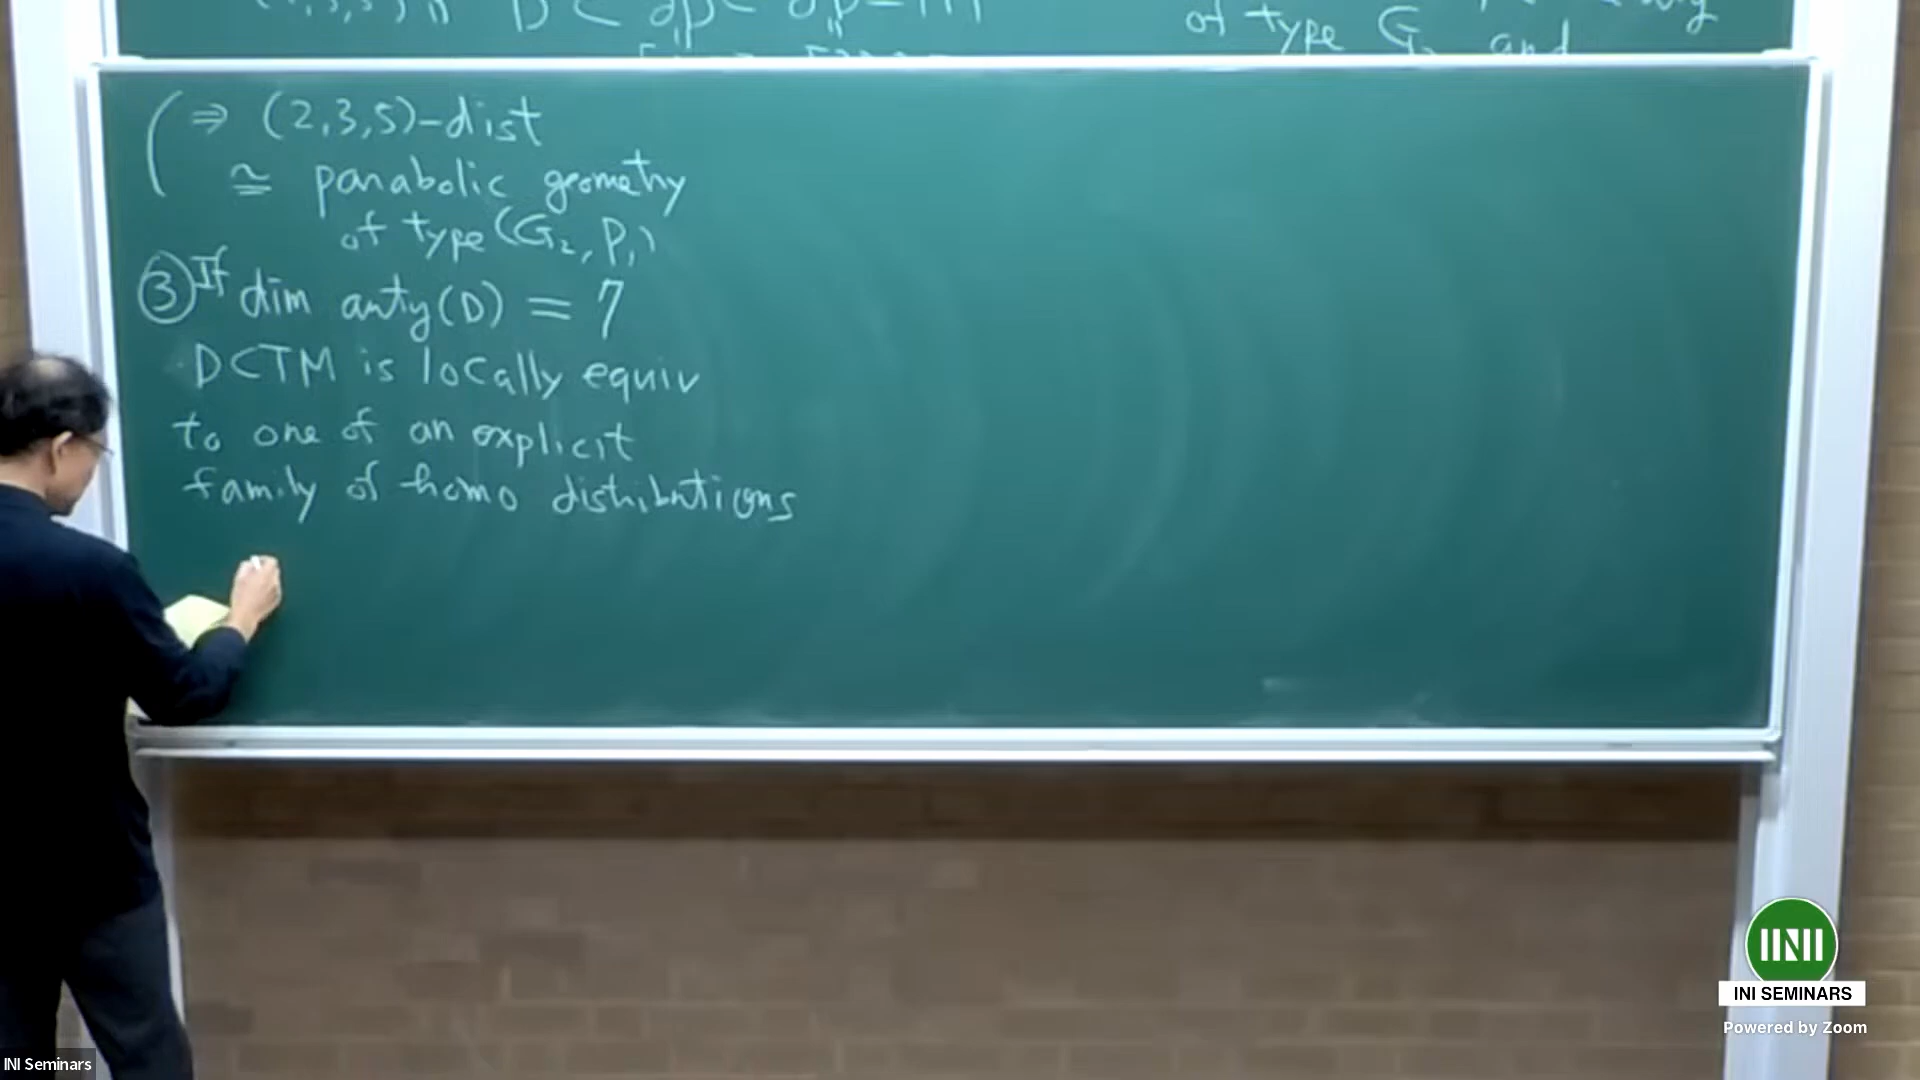 of type G₂ and
( ⇒ (2,3,5)-dist
≅ parabolic geometry
of type (G₂, P₁)
③ If dim auty(D) = 7
D⊂TM is locally equiv
to one of an explicit
family of homo distributions
INI
INI SEMINARS
Powered by Zoom
INI Seminars